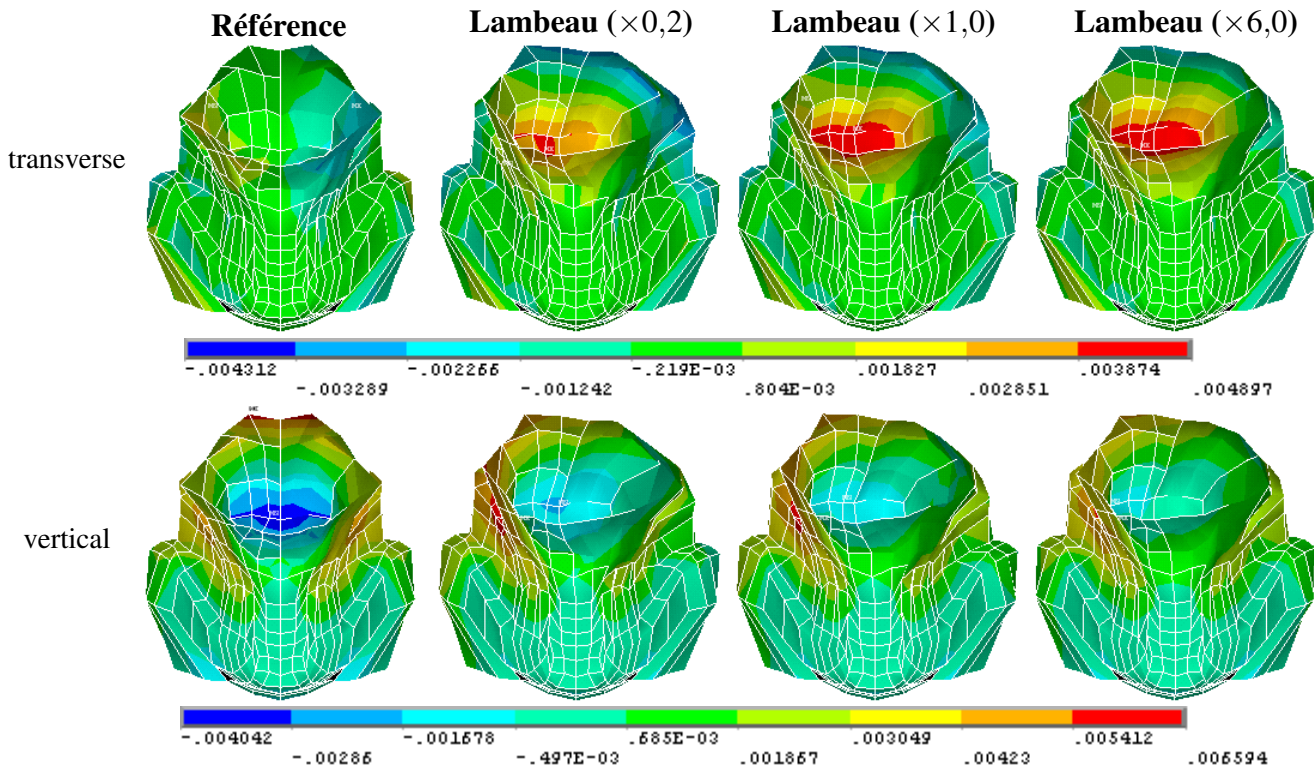 Référence
Lambeau (×0,2)
Lambeau (×1,0)
Lambeau (×6,0)
transverse
-.004312 -.002266 -.219E-03 .001827 .003874
-.003289 -.001242 .804E-03 .002851 .004897
vertical
-.004042 -.001678 .685E-03 .003049 .005412
-.00286 -.497E-03 .001867 .00423 .006594